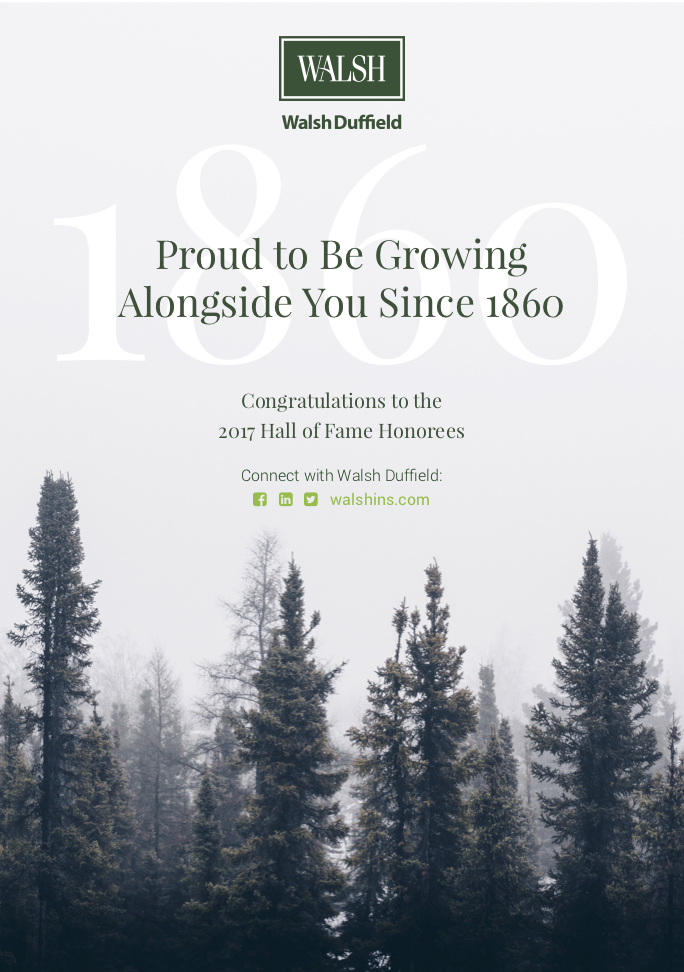 WALSH
Walsh Duffield
1860
Proud to Be Growing
Alongside You Since 1860
Congratulations to the
2017 Hall of Fame Honorees
Connect with Walsh Duffield:
walshins.com